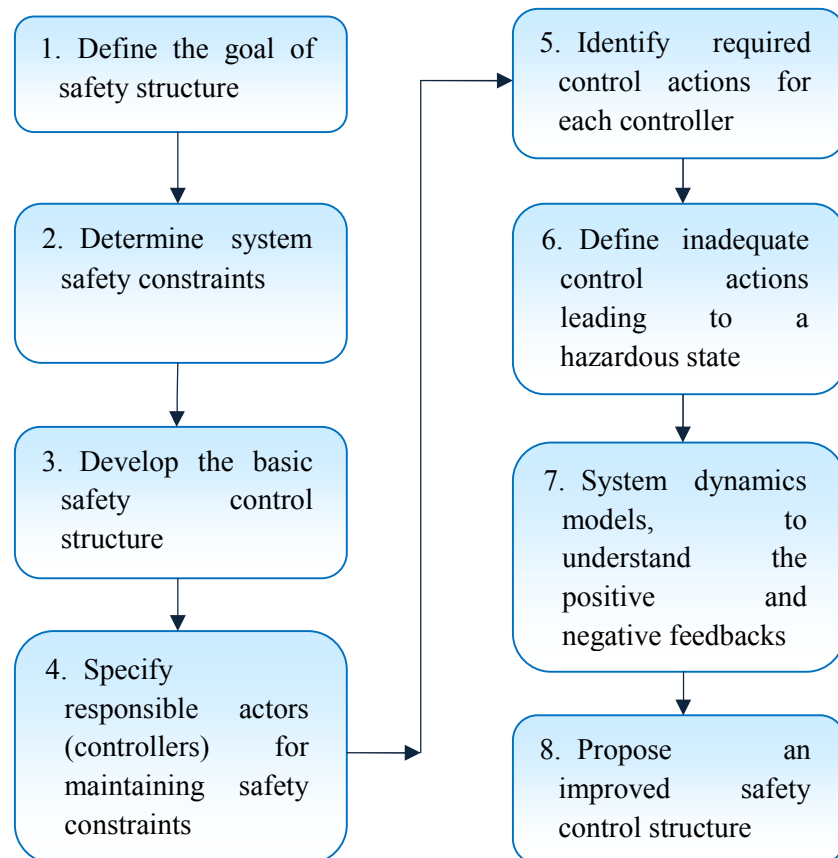 1. Define the goal of
safety structure
2. Determine system
safety constraints
3. Develop the basic
safety control
structure
4. Specify
responsible actors
(controllers) for
maintaining safety
constraints
5. Identify required
control actions for
each controller
6. Define inadequate
control actions
leading to a
hazardous state
7. System dynamics
models, to
understand the
positive and
negative feedbacks
8. Propose an
improved safety
control structure